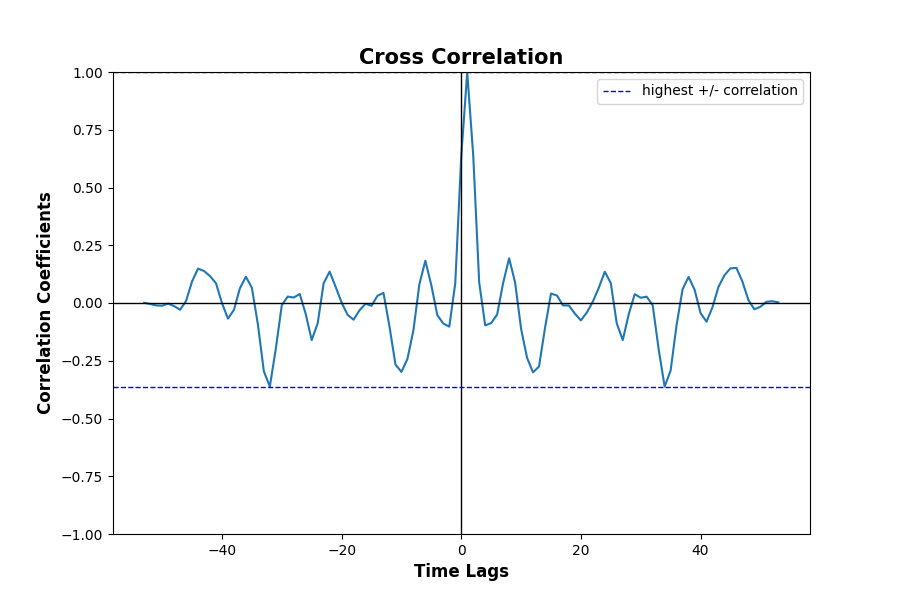 Cross Correlation
highest +/- correlation
1.00
0.75
0.50
0.25
0.00
−0.25
−0.50
−0.75
−1.00
Correlation Coefficients
−40 −20 0 20 40
Time Lags